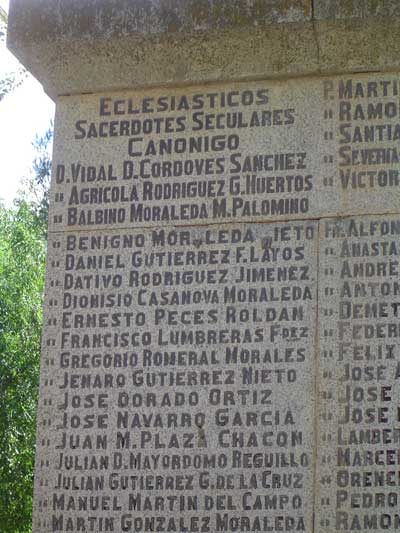 ECLESIASTICOS
SACERDOTES SECULARES
CANONIGO
D. VIDAL D. CORDOVES SANCHEZ
" AGRICOLA RODRIGUEZ G. HUERTOS
" BALBINO MORALEDA M. PALOMINO
" BENIGNO MORALEDA NIETO
" DANIEL GUTIERREZ F. LAYOS
" DATIVO RODRIGUEZ JIMENEZ
" DIONISIO CASANOVA MORALEDA
" ERNESTO PECES ROLDAN
" FRANCISCO LUMBRERAS FDEZ
" GREGORIO ROMERAL MORALES
" JENARO GUTIERREZ NIETO
" JOSE DORADO ORTIZ
" JOSE NAVARRO GARCIA
" JUAN M. PLAZA CHACON
" JULIAN D. MAYORDOMO REGUILLO
" JULIAN GUTIERREZ G. DE LA CRUZ
" MANUEL MARTIN DEL CAMPO
" MARTIN GONZALEZ MORALEDA
P. MARTI
" RAMO
" SANTIA
" SEVERIA
" VICTOR
FR. ALFON
" ANASTA
" ANDRE
" ANTON
" DEMET
" FEDERI
" FELIX
" JOSE A
" JOSE
" JOSE
" LAMBER
" MARCEL
" ORENCI
" PEDRO
" RAMON